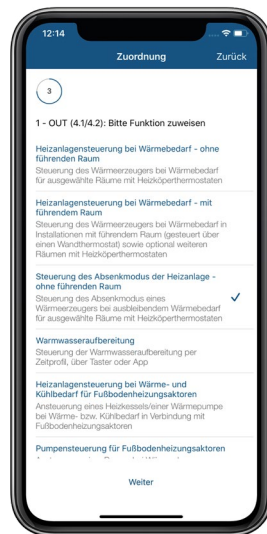 12:14
Zuordnung
Zurück
3
1 - OUT (4.1/4.2): Bitte Funktion zuweisen
Heizanlagensteuerung bei Wärmebedarf - ohne
führenden Raum
Steuerung des Wärmeerzeugers bei Wärmebedarf
für ausgewählte Räume mit Heizköperthermostaten
Heizanlagensteuerung bei Wärmebedarf - mit
führendem Raum
Steuerung des Wärmeerzeugers bei Wärmebedarf in
Installationen mit führendem Raum (gesteuert über
einen Wandthermostat) sowie optional weiteren
Räumen mit Heizköperthermostaten
Steuerung des Absenkmodus der Heizanlage -
ohne führenden Raum
Steuerung des Absenkmodus eines
Wärmeerzeugers bei ausbleibendem Wärmebedarf
für ausgewählte Räume mit Heizköperthermostaten
Warmwasseraufbereitung
Steuerung der Warmwasseraufbereitung per
Zeitprofil, über Taster oder App
Heizanlagensteuerung bei Wärme- und
Kühlbedarf für Fußbodenheizungsaktoren
Ansteuerung eines Heizkessels/einer Wärmepumpe
bei Wärme- bzw. Kühlbedarf in Verbindung mit
Fußbodenheizungsaktoren
Pumpensteuerung für Fußbodenheizungsaktoren
Weiter